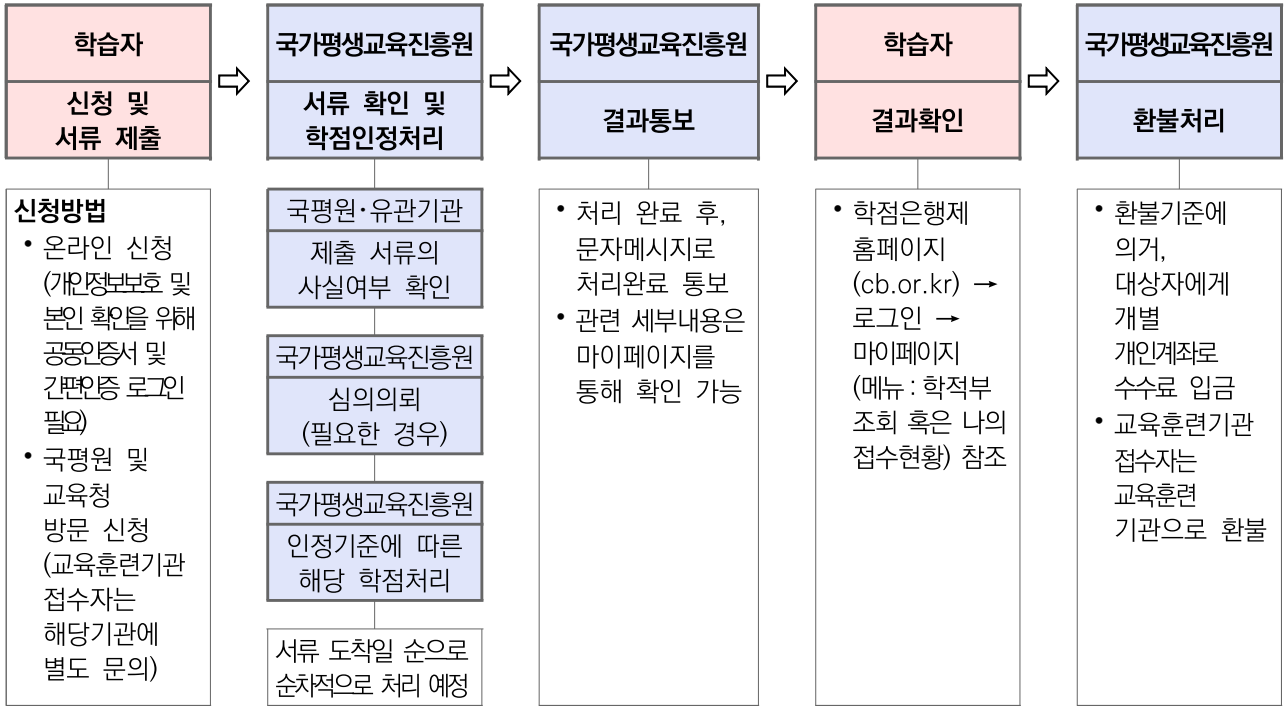 학습자
신청 및
서류 제출
신청방법
• 온라인 신청
(개인정보보호 및
본인 확인을 위해
공동인증서 및
간편인증 로그인
필요)
• 국평원 및
교육청
방문 신청
(교육훈련기관
접수자는
해당기관에
별도 문의)
⇨
국가평생교육진흥원
서류 확인 및
학점인정처리
국평원·유관기관
제출 서류의
사실여부 확인
국가평생교육진흥원
심의의뢰
(필요한 경우)
국가평생교육진흥원
인정기준에 따른
해당 학점처리
서류 도착일 순으로
순차적으로 처리 예정
⇨
국가평생교육진흥원
결과통보
• 처리 완료 후,
문자메시지로
처리완료 통보
• 관련 세부내용은
마이페이지를
통해 확인 가능
⇨
학습자
결과확인
• 학점은행제
홈페이지
(cb.or.kr) →
로그인 →
마이페이지
(메뉴 : 학적부
조회 혹은 나의
접수현황) 참조
⇨
국가평생교육진흥원
환불처리
• 환불기준에
의거,
대상자에게
개별
개인계좌로
수수료 입금
• 교육훈련기관
접수자는
교육훈련
기관으로 환불